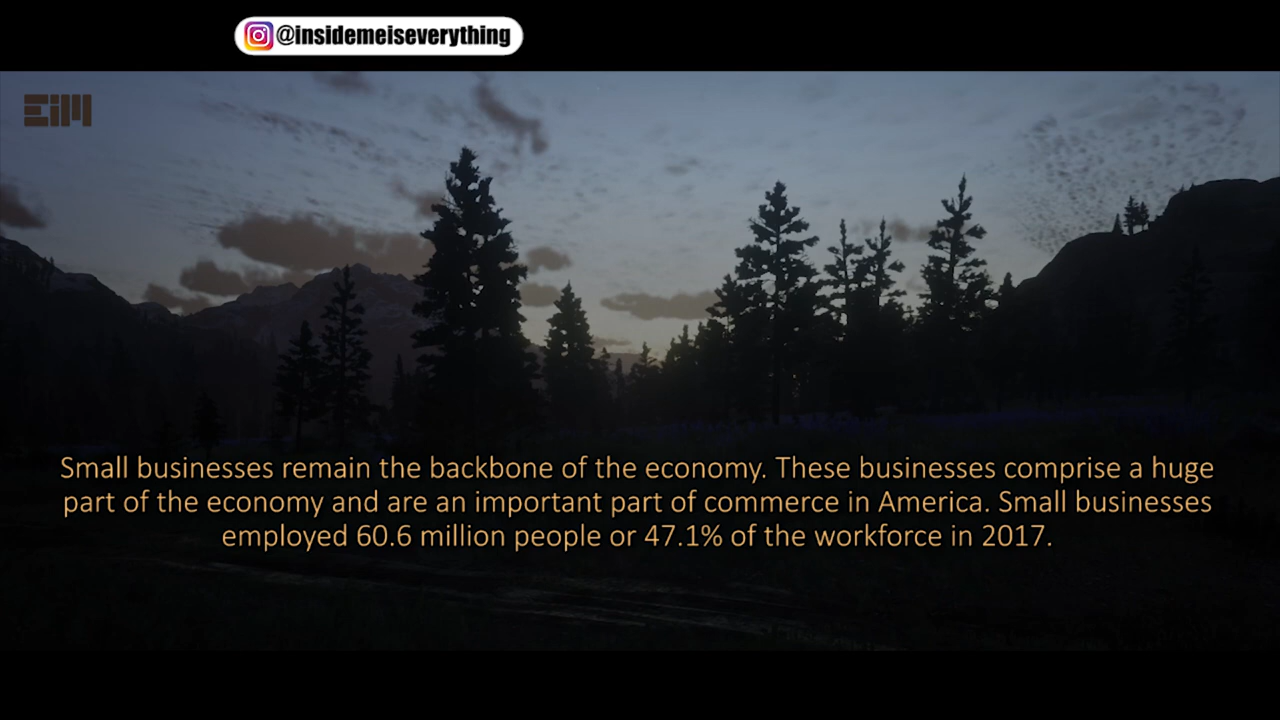 @insidemeiseverything
EiM
Small businesses remain the backbone of the economy. These businesses comprise a huge
part of the economy and are an important part of commerce in America. Small businesses
employed 60.6 million people or 47.1% of the workforce in 2017.